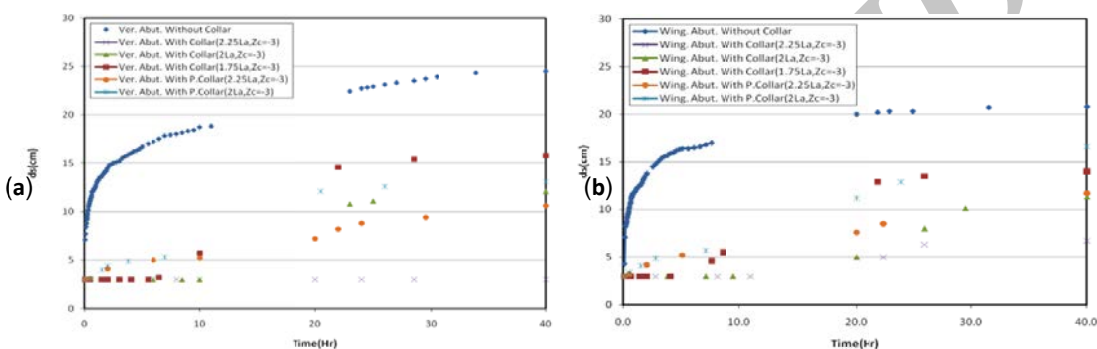 (a)
ds(cm)
30
25
20
15
10
5
0
Ver. Abut. Without Collar
Ver. Abut. With Collar(2.25La,Zc=-3)
Ver. Abut. With Collar(2La,Zc=-3)
Ver. Abut. With Collar(1.75La,Zc=-3)
Ver. Abut. With P.Collar(2.25La,Zc=-3)
Ver. Abut. With P.Collar(2La,Zc=-3)
0
10
20
30
40
Time(Hr)
(b)
ds(cm)
30
25
20
15
10
5
0
Wing. Abut. Without Collar
Wing. Abut. With Collar(2.25La,Zc=-3)
Wing. Abut. With Collar(2La,Zc=-3)
Wing. Abut. With Collar(1.75La,Zc=-3)
Wing. Abut. With P.Collar(2.25La,Zc=-3)
Wing. Abut. With P.Collar(2La,Zc=-3)
0.0
10.0
20.0
30.0
40.0
Time(Hr)